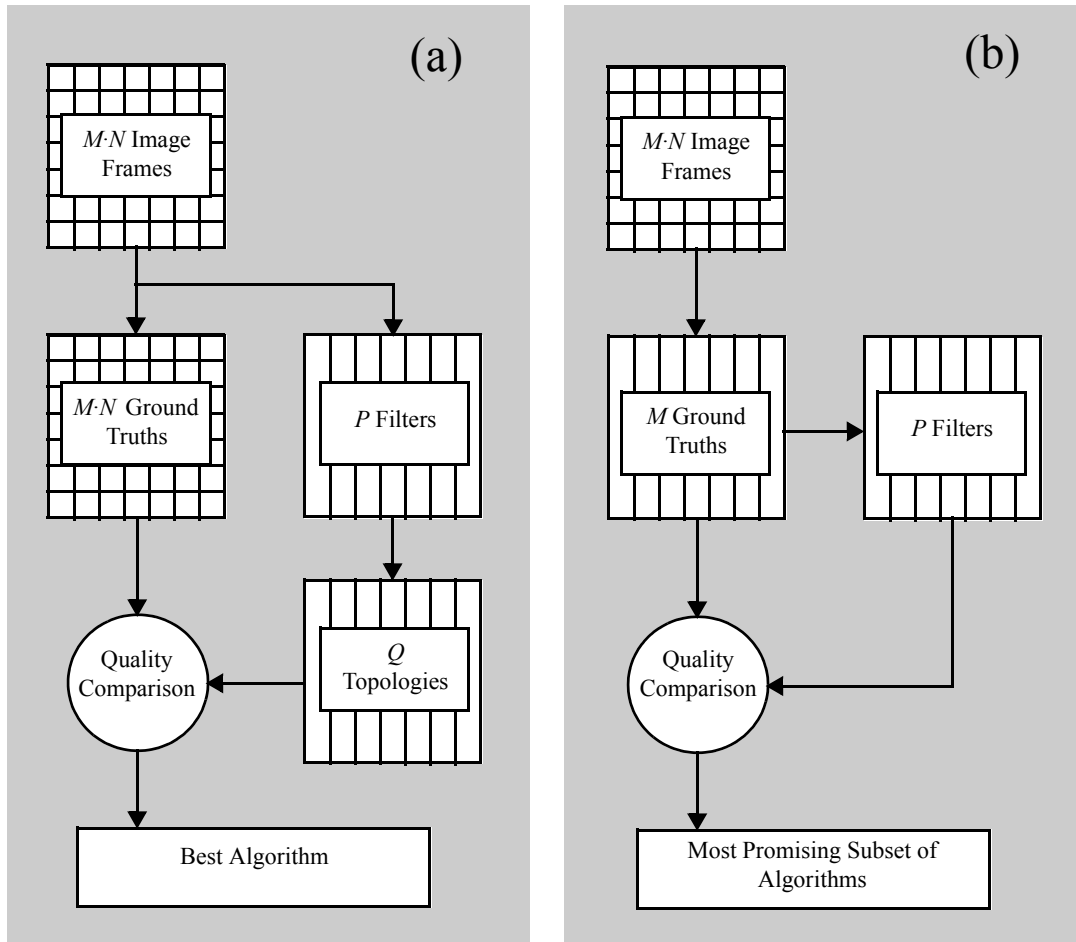 (a)
M·N Image
Frames
M·N Ground
Truths
P Filters
Quality
Comparison
Q
Topologies
Best Algorithm
(b)
M·N Image
Frames
M Ground
Truths
P Filters
Quality
Comparison
Most Promising Subset of
Algorithms